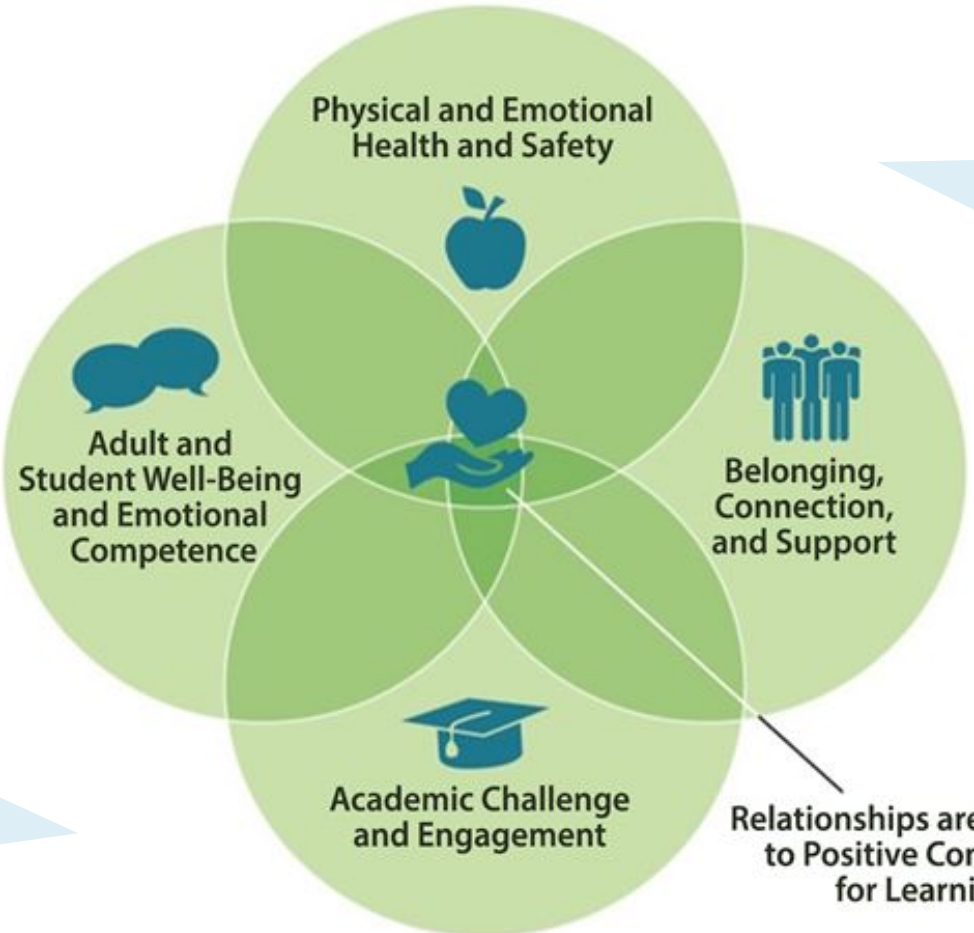 Physical and Emotional
Health and Safety
Adult and
Student Well-Being
and Emotional
Competence
Belonging,
Connection,
and Support
Academic Challenge
and Engagement
Relationships are
to Positive
for